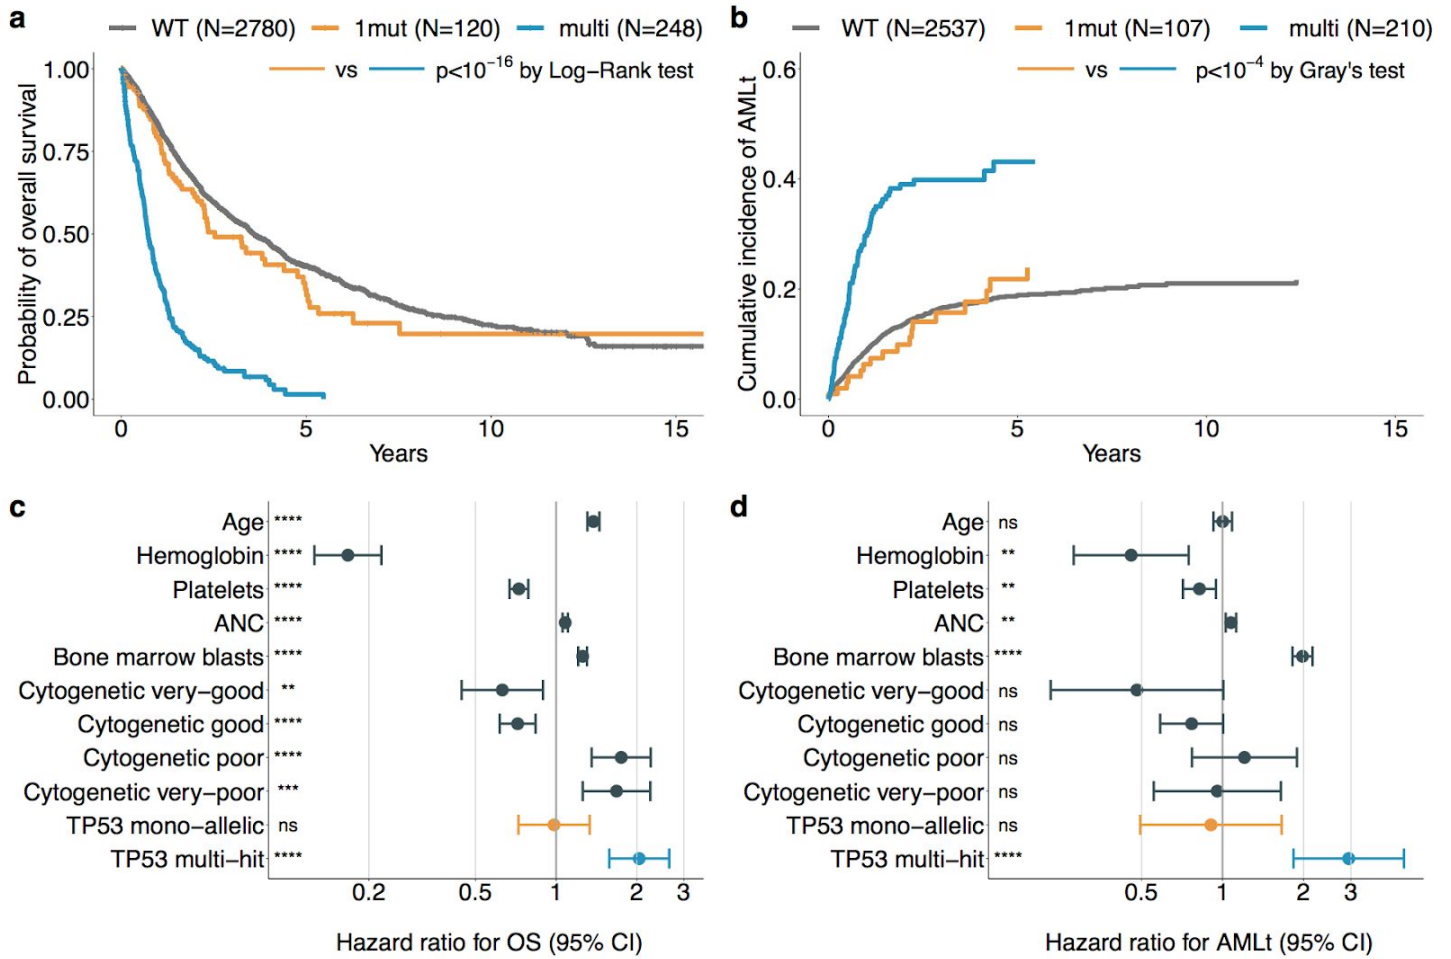 a
WT (N=2780) 1mut (N=120) multi (N=248)
vs p<10−16 by Log−Rank test
Probability of overall survival
1.00
0.75
0.50
0.25
0.00
0 5 10 15
Years
b
WT (N=2537) 1mut (N=107) multi (N=210)
vs p<10−4 by Gray's test
Cumulative incidence of AMLt
0.6
0.4
0.2
0.0
0 5 10 15
Years
c
Age ****
Hemoglobin ****
Platelets ****
ANC ****
Bone marrow blasts ****
Cytogenetic very−good **
Cytogenetic good ****
Cytogenetic poor ****
Cytogenetic very−poor ***
TP53 mono−allelic ns
TP53 multi−hit ****
0.2 0.5 1 2 3
Hazard ratio for OS (95% CI)
d
Age ns
Hemoglobin **
Platelets **
ANC **
Bone marrow blasts ****
Cytogenetic very−good ns
Cytogenetic good ns
Cytogenetic poor ns
Cytogenetic very−poor ns
TP53 mono−allelic ns
TP53 multi−hit ****
0.5 1 2 3
Hazard ratio for AMLt (95% CI)